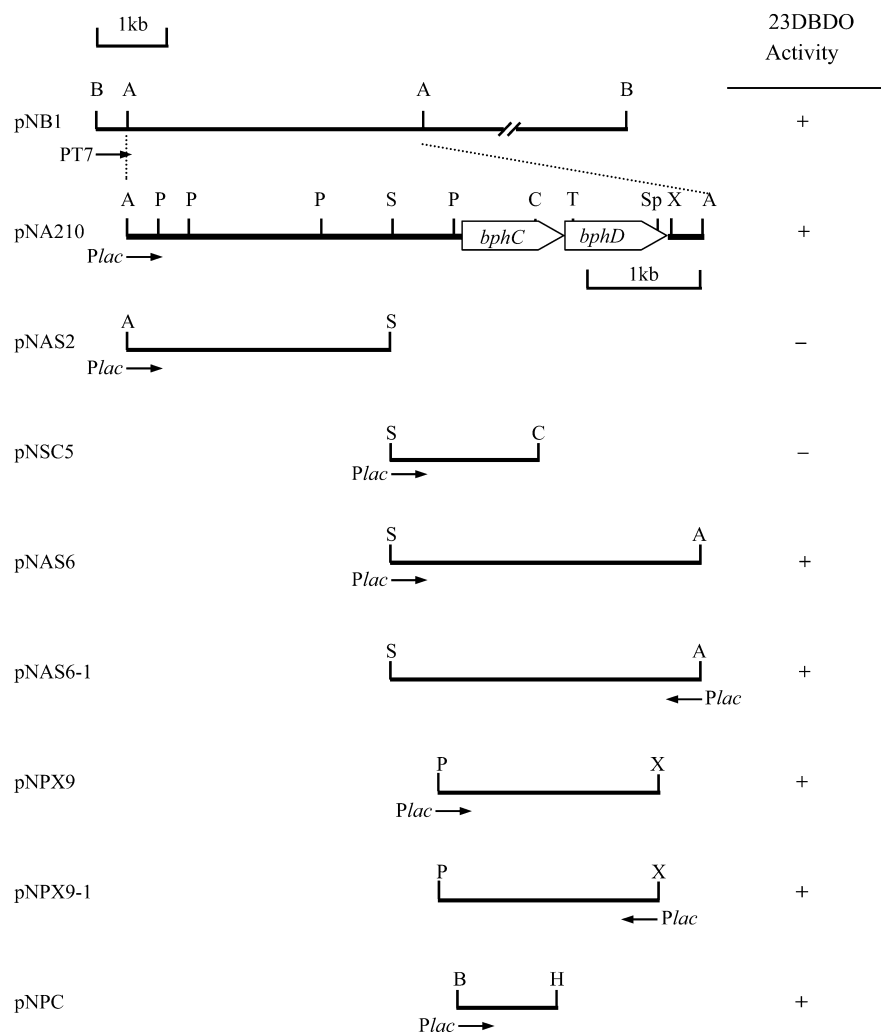 1kb
23DBDO
Activity
B A A B
pNB1 +
PT7
A P P P S P C T Sp X A
pNA210 bphC bphD +
Plac
1kb
A S
pNAS2 –
Plac
S C
pNSC5 –
Plac
S A
pNAS6 +
Plac
S A
pNAS6-1 +
Plac
P X
pNPX9 +
Plac
P X
pNPX9-1 +
Plac
B H
pNPC +
Plac